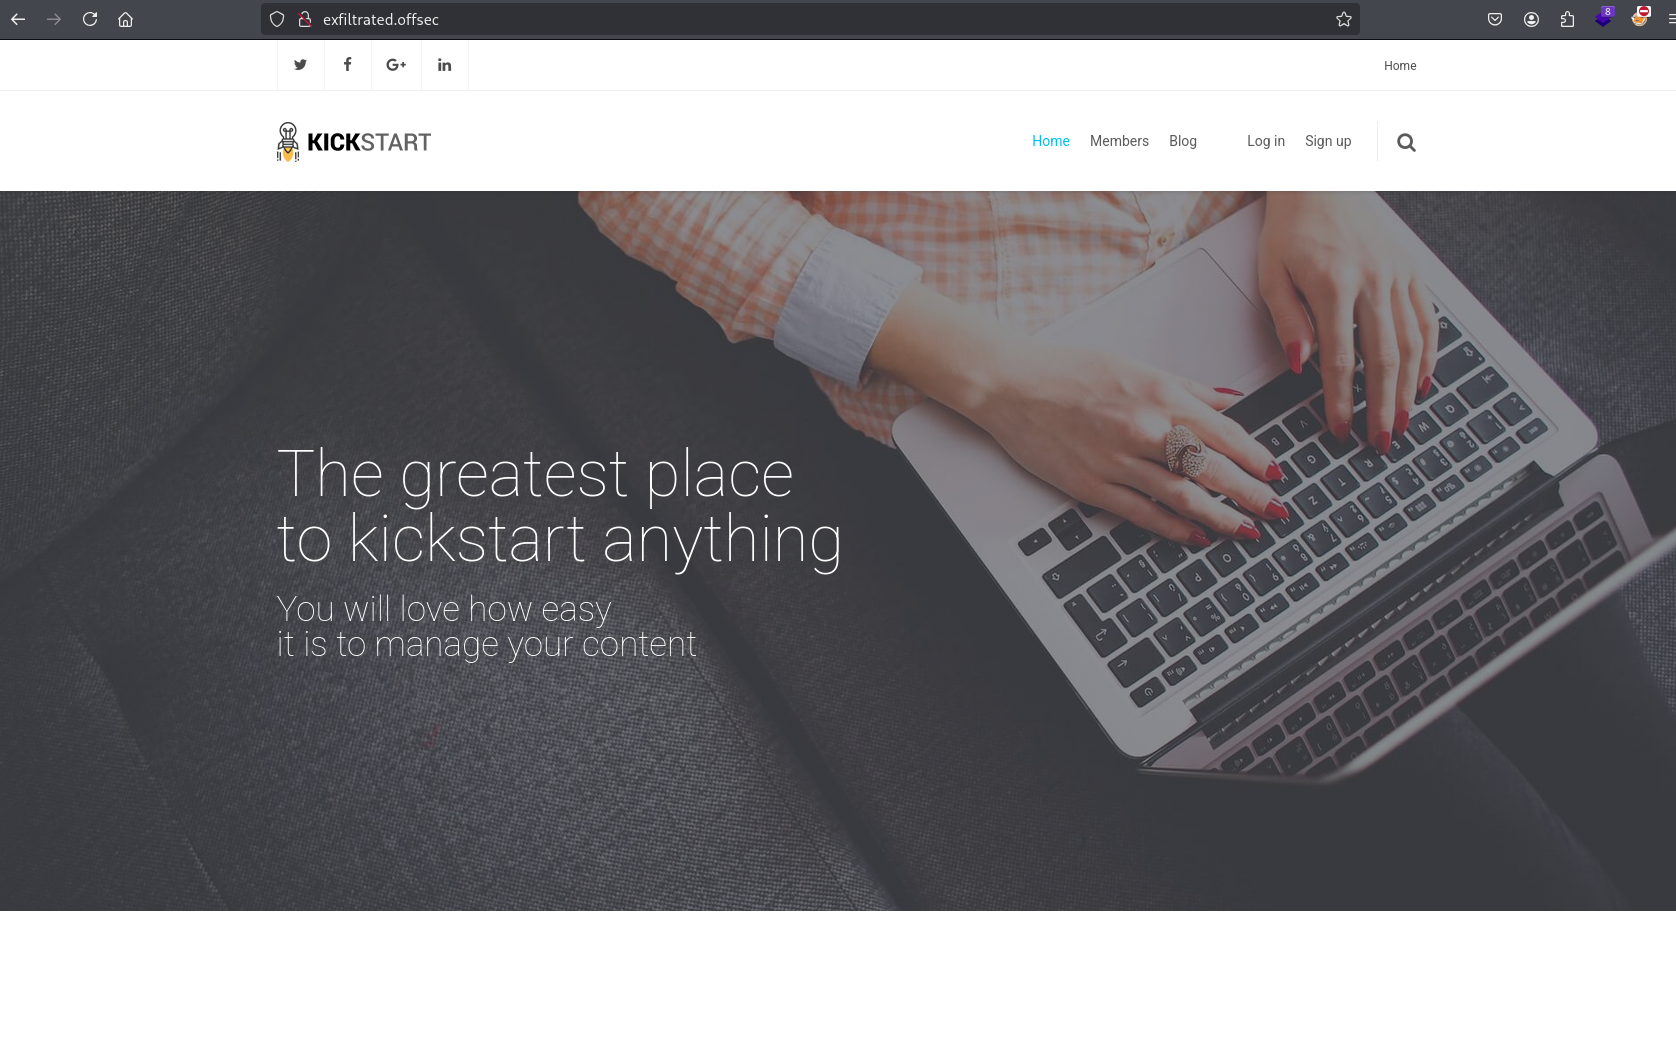 exfiltrated.offsec
8
Home
KICKSTART
Home Members Blog Log in Sign up
The greatest place
to kickstart anything
You will love how easy
it is to manage your content